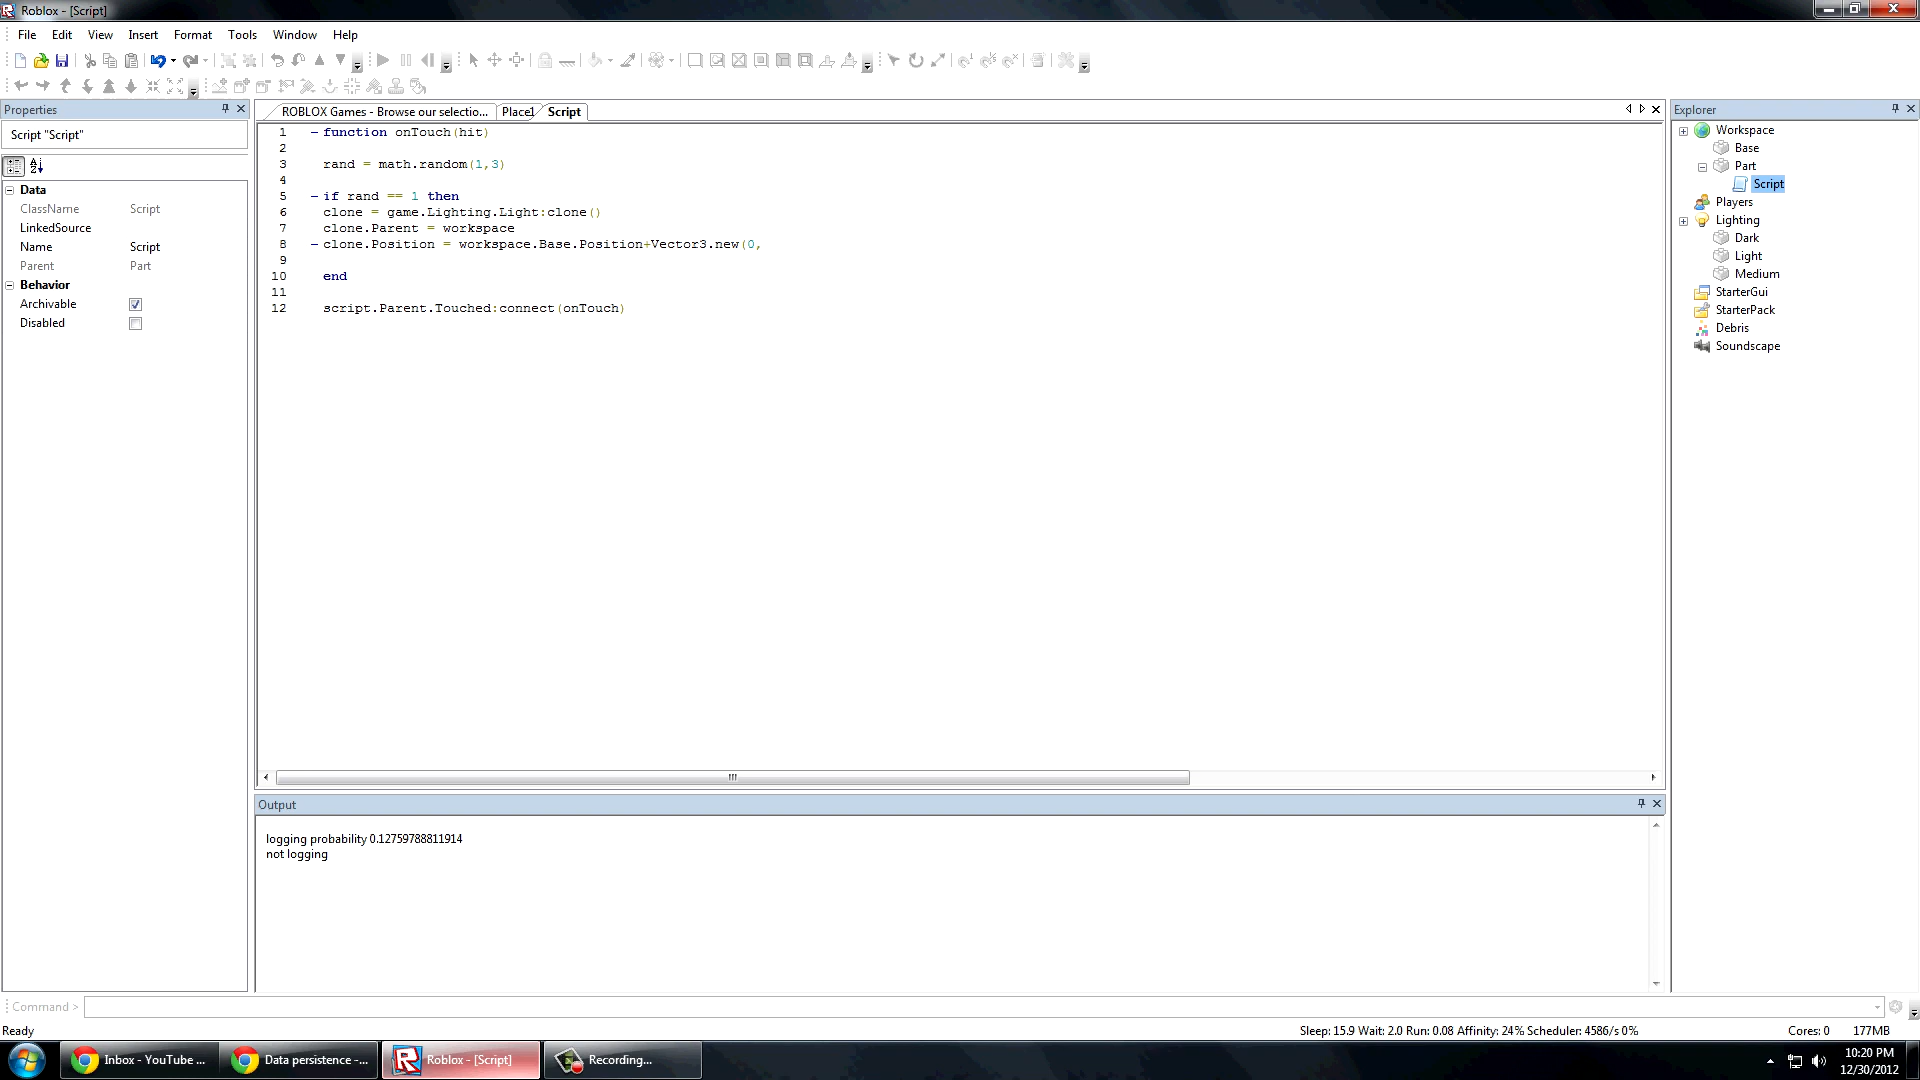 Roblox - [Script]
File Edit View Insert Format Tools Window Help
Properties
Script "Script"
Data
ClassName Script
LinkedSource
Name Script
Parent Part
Behavior
Archivable
Disabled
ROBLOX Games - Browse our selectio... Place1 Script
1 function onTouch(hit)
2
3 rand = math.random(1,3)
4
5 if rand == 1 then
6 clone = game.Lighting.Light:clone()
7 clone.Parent = workspace
8 clone.Position = workspace.Base.Position+Vector3.new(0,
9
10 end
11
12 script.Parent.Touched:connect(onTouch)
Output
logging probability 0.12759788811914
not logging
Explorer
Workspace
Base
Part
Script
Players
Lighting
Dark
Light
Medium
StarterGui
StarterPack
Debris
Soundscape
Command >
Ready
Sleep: 15.9 Wait: 2.0 Run: 0.08 Affinity: 24% Scheduler: 4586/s 0% Cores: 0 177MB
Inbox - YouTube ... Data persistence -... Roblox - [Script] Recording...
10:20 PM
12/30/2012